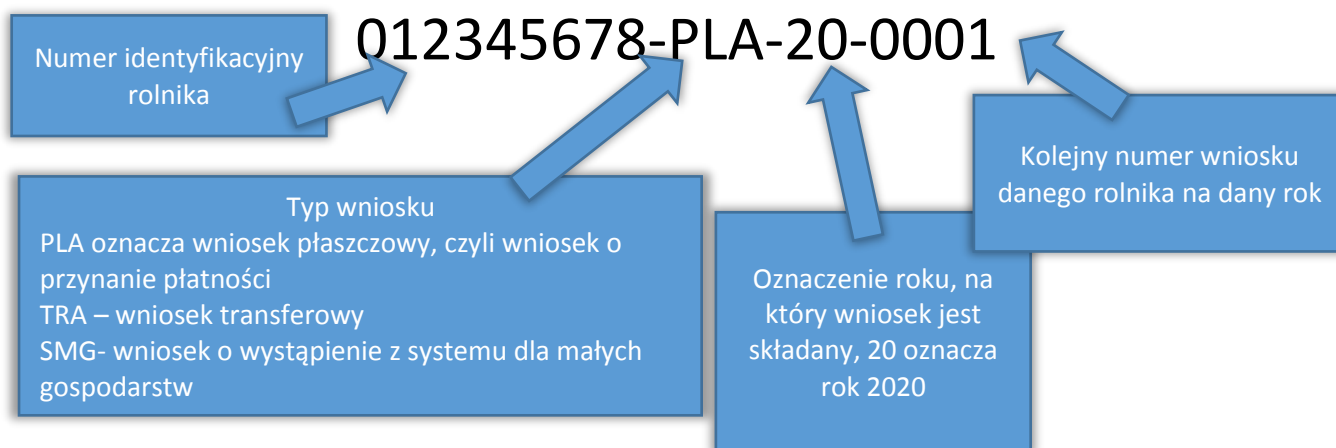 012345678-PLA-20-0001
Numer identyfikacyjny
rolnika
Typ wniosku
PLA oznacza wniosek płaszczowy, czyli wniosek o
przynanie płatności
TRA – wniosek transferowy
SMG- wniosek o wystąpienie z systemu dla małych
gospodarstw
Oznaczenie roku, na
który wniosek jest
składany, 20 oznacza
rok 2020
Kolejny numer wniosku
danego rolnika na dany rok